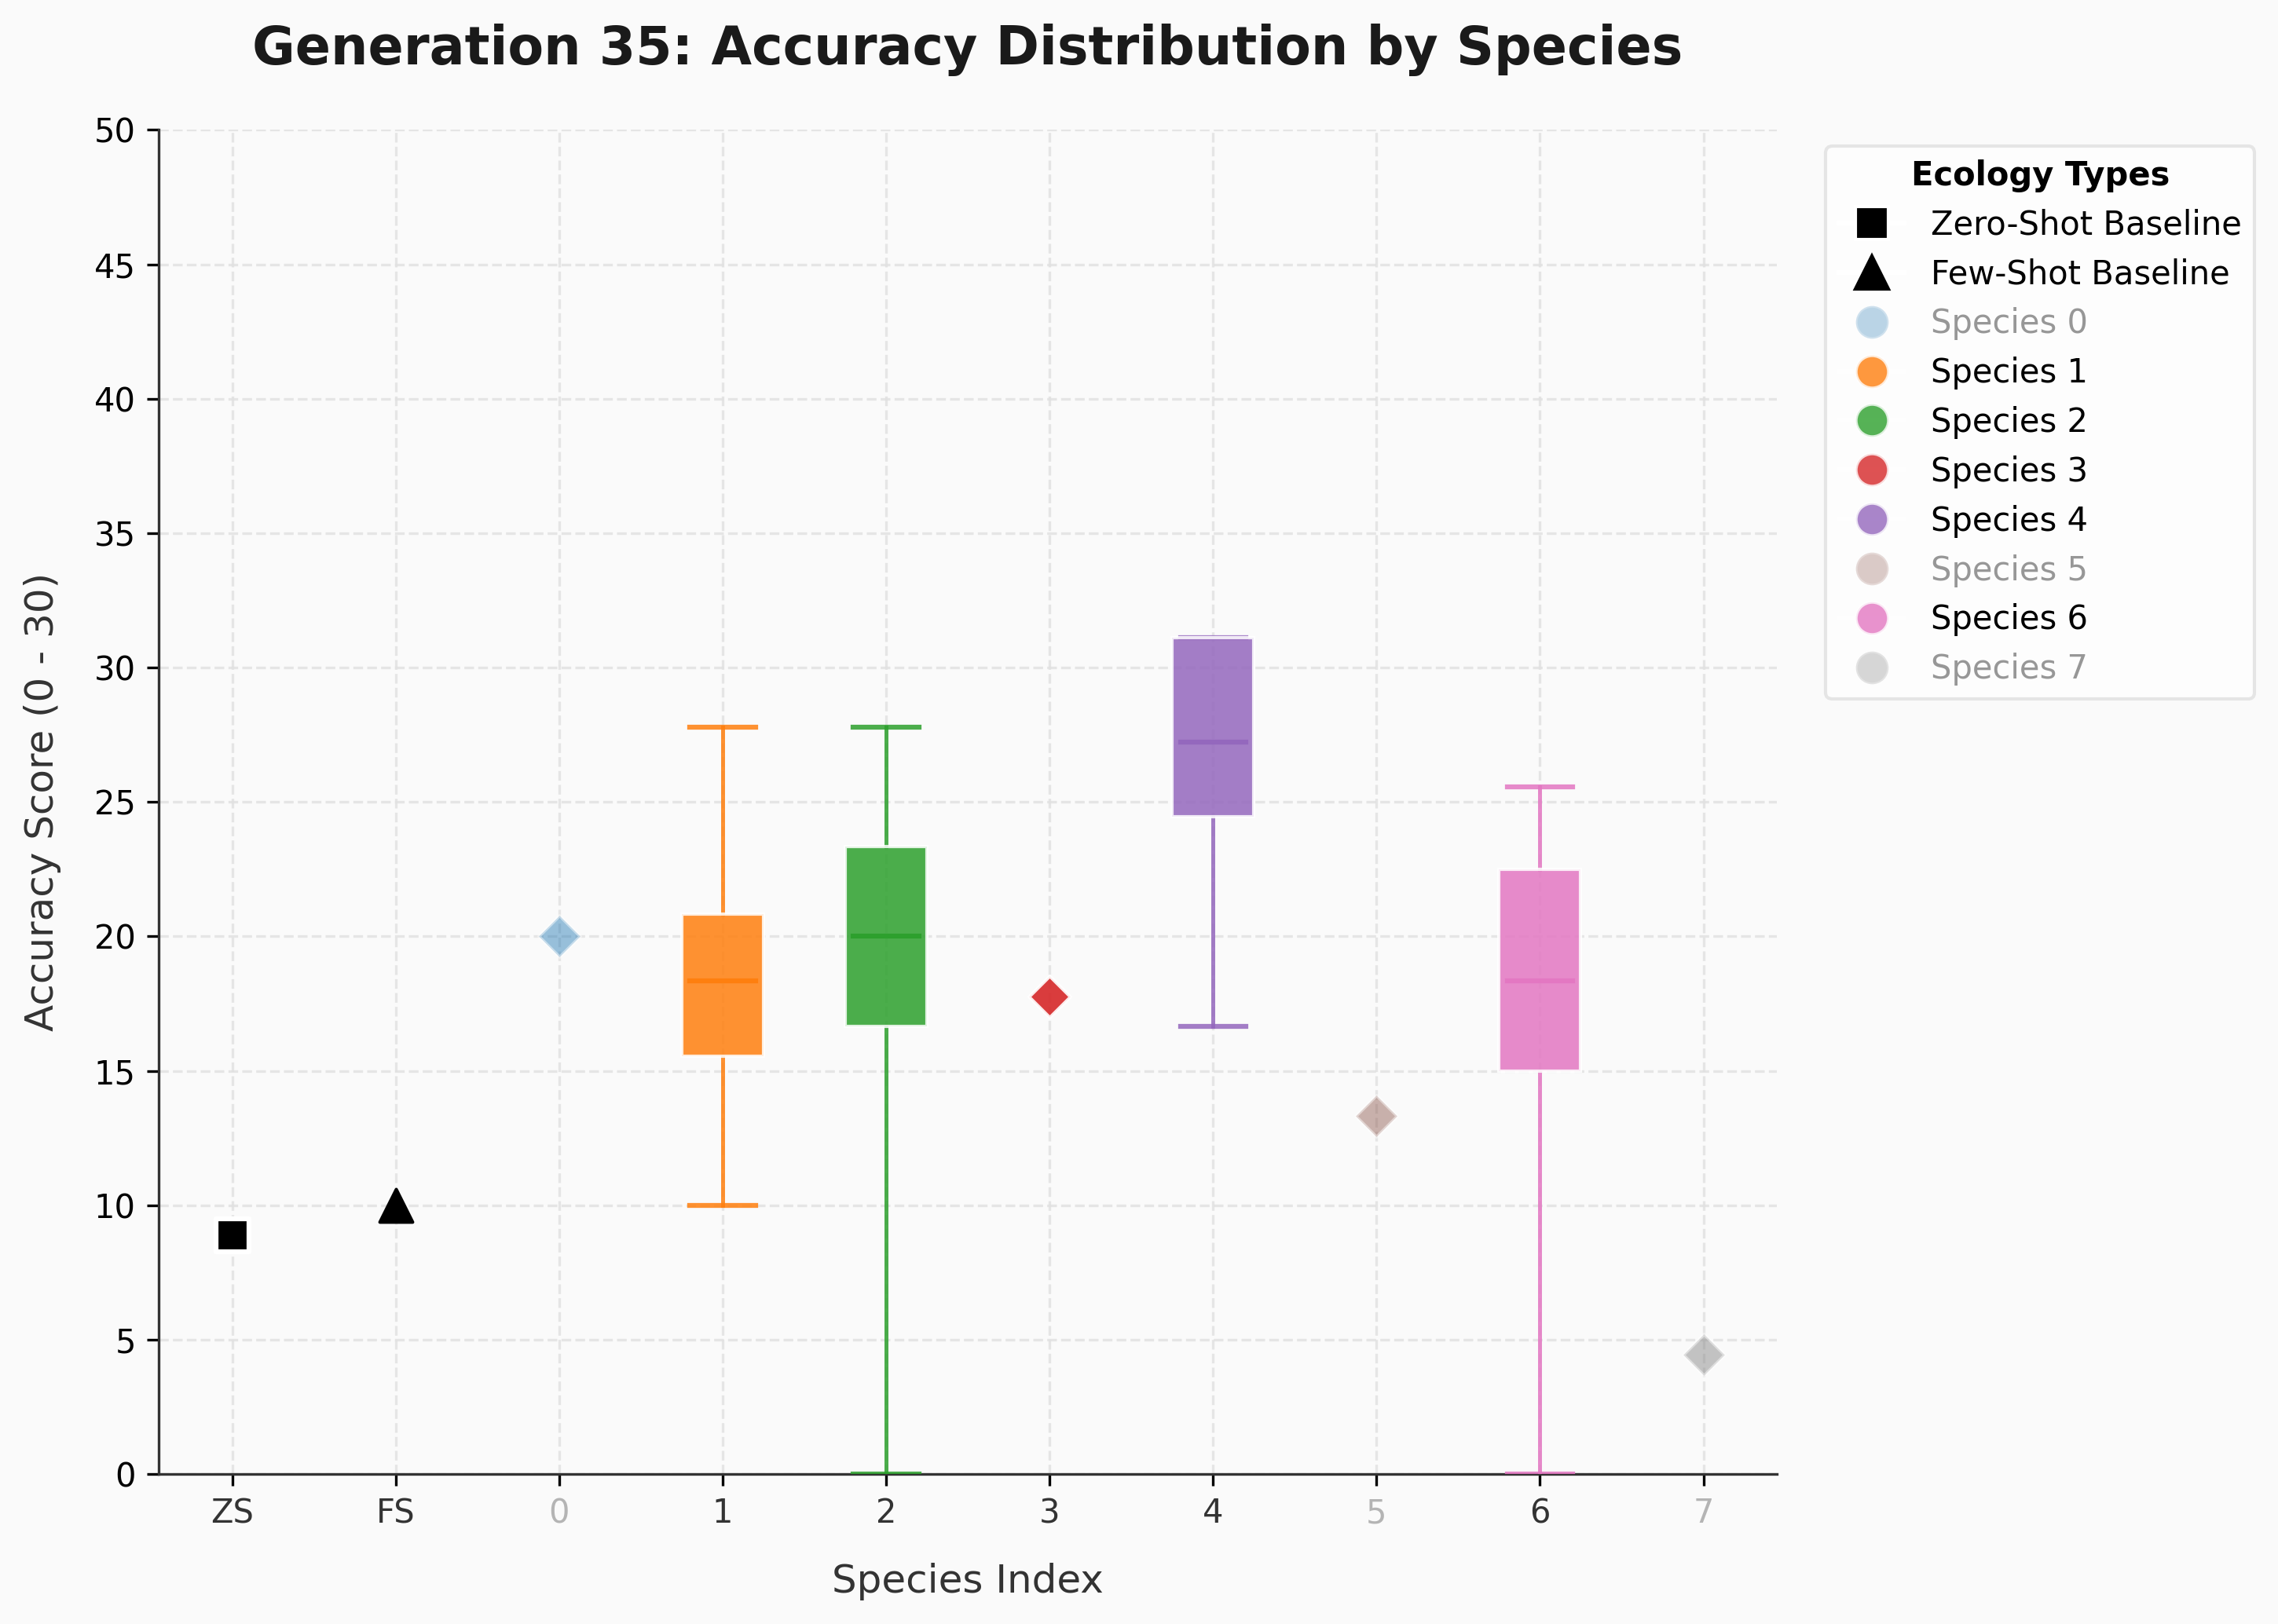 Generation 35: Accuracy Distribution by Species
50
45
40
35
30
25
20
15
10
5
0
Accuracy Score (0 - 30)
ZS FS 0 1 2 3 4 5 6 7
Species Index
Ecology Types
Zero-Shot Baseline
Few-Shot Baseline
Species 0
Species 1
Species 2
Species 3
Species 4
Species 5
Species 6
Species 7